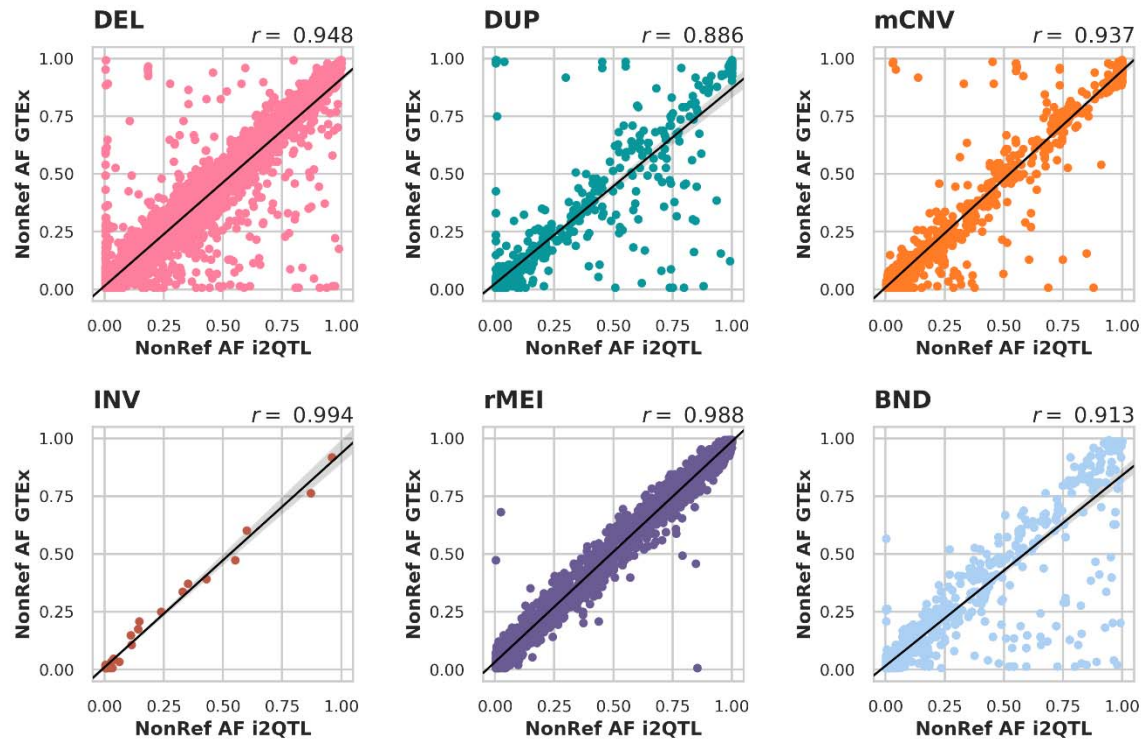 DEL
r = 0.948
NonRef AF GTEx
1.00
0.75
0.50
0.25
0.00
0.00 0.25 0.50 0.75 1.00
NonRef AF i2QTL
DUP
r = 0.886
NonRef AF GTEx
1.00
0.75
0.50
0.25
0.00
0.00 0.25 0.50 0.75 1.00
NonRef AF i2QTL
mCNV
r = 0.937
NonRef AF GTEx
1.00
0.75
0.50
0.25
0.00
0.00 0.25 0.50 0.75 1.00
NonRef AF i2QTL
INV
r = 0.994
NonRef AF GTEx
1.00
0.75
0.50
0.25
0.00
0.00 0.25 0.50 0.75 1.00
NonRef AF i2QTL
rMEI
r = 0.988
NonRef AF GTEx
1.00
0.75
0.50
0.25
0.00
0.00 0.25 0.50 0.75 1.00
NonRef AF i2QTL
BND
r = 0.913
NonRef AF GTEx
1.00
0.75
0.50
0.25
0.00
0.00 0.25 0.50 0.75 1.00
NonRef AF i2QTL